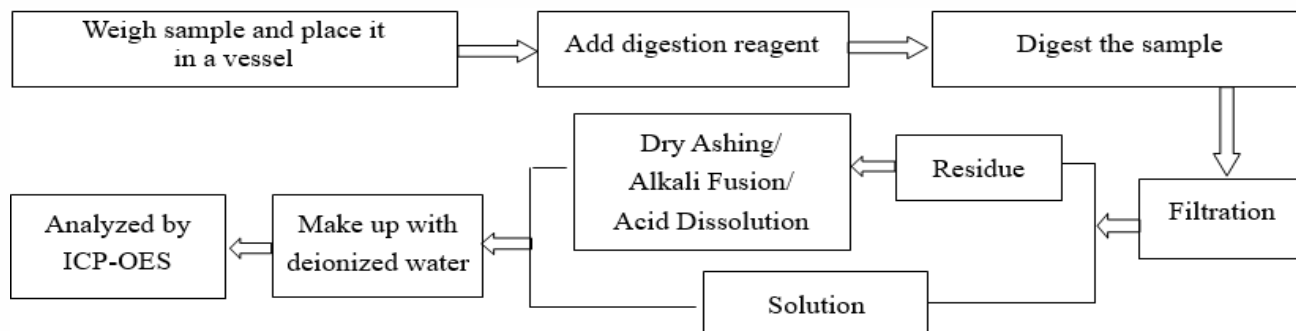 Weigh sample and place it
in a vessel
Add digestion reagent
Digest the sample
Filtration
Residue
Dry Ashing/
Alkali Fusion/
Acid Dissolution
Solution
Make up with
deionized water
Analyzed by
ICP-OES